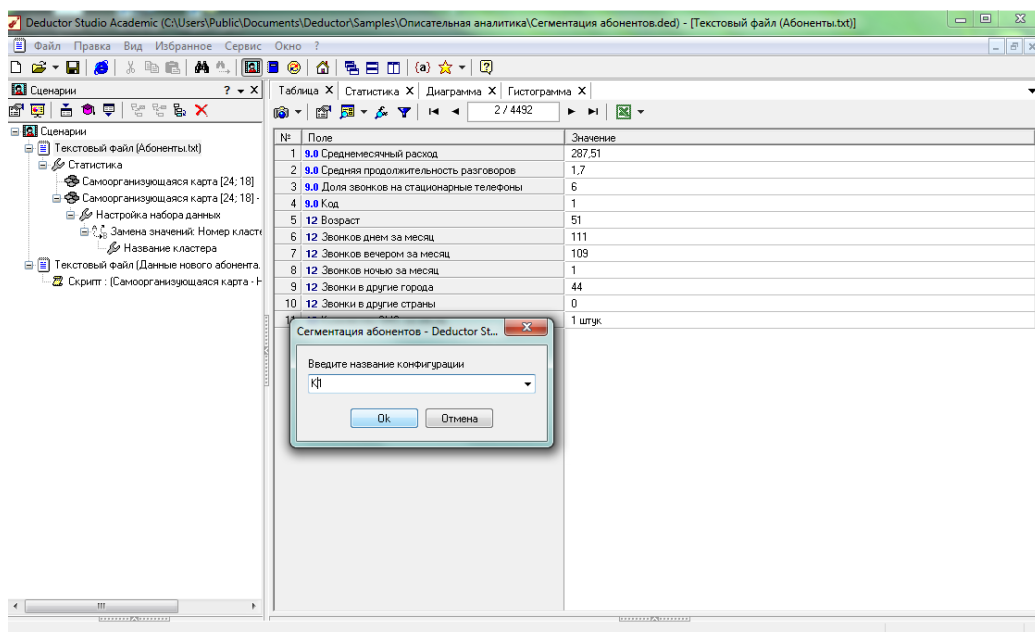 Deductor Studio Academic (C:\Users\Public\Documents\Deductor\Samples\Описательная аналитика\Сегментация абонентов.ded) - [Текстовый файл (Абоненты.txt)]
Файл Правка Вид Избранное Сервис Окно ?
Сценарии
Таблица X Статистика X Диаграмма X Гистограмма X
2 / 4492
Сценарии
Текстовый файл (Абоненты.txt)
Статистика
Самоорганизующаяся карта [24; 18]
Самоорганизующаяся карта [24; 18] -
Настройка набора данных
Замена значений: Номер класте
Название кластера
Текстовый файл (Данные нового абонента.
Скрипт : (Самоорганизующаяся карта - Н
№ Поле Значение
1 9.0 Среднемесячный расход 287,51
2 9.0 Средняя продолжительность разговоров 1,7
3 9.0 Доля звонков на стационарные телефоны 6
4 9.0 Код 1
5 12 Возраст 51
6 12 Звонков днем за месяц 111
7 12 Звонков вечером за месяц 109
8 12 Звонков ночью за месяц 1
9 12 Звонки в другие города 44
10 12 Звонки в другие страны 0
1 штук
Сегментация абонентов - Deductor St...
Введите название конфигурации
К1
Ok Отмена